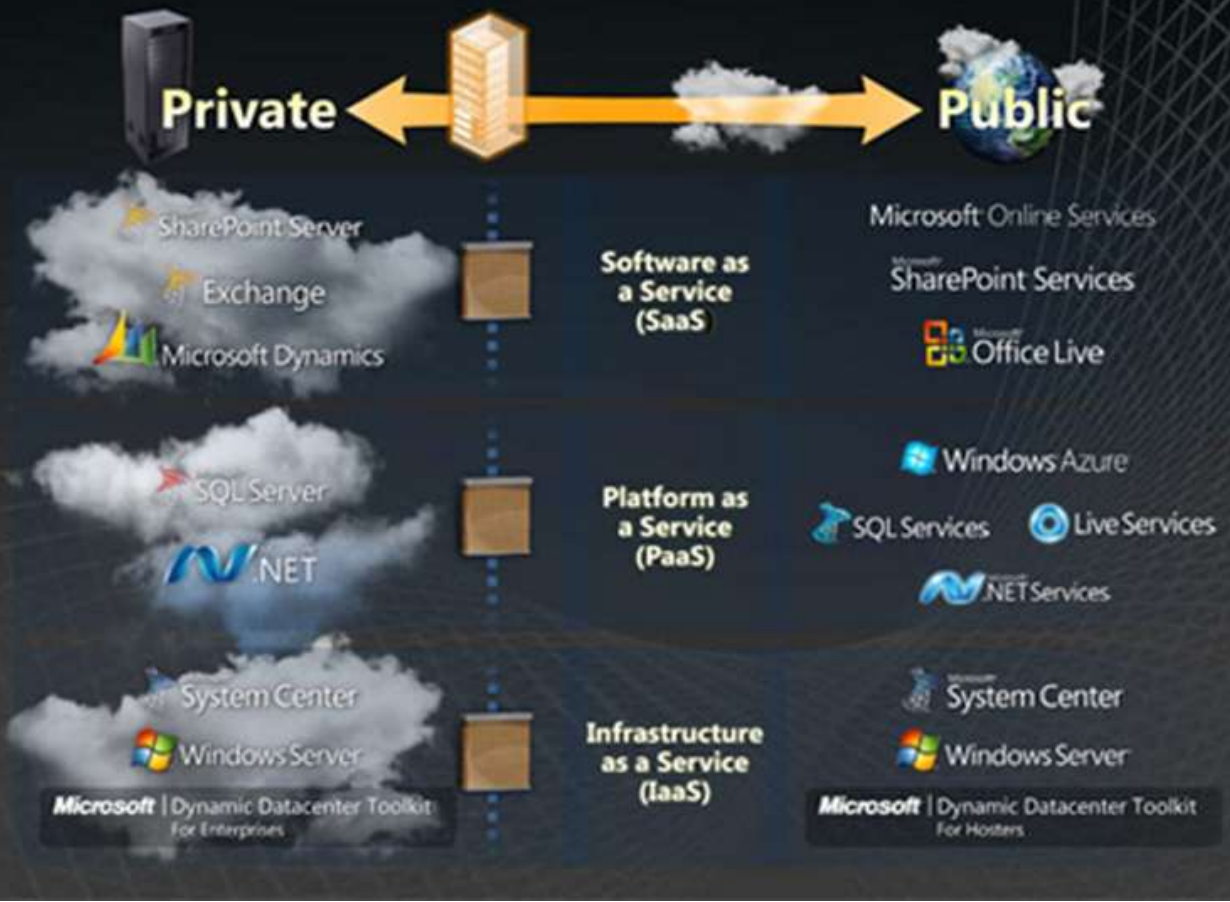 Private
Public
SharePoint Server
Exchange
Microsoft Dynamics
Software as
a Service
(SaaS)
Microsoft Online Services
Microsoft
SharePoint Services
Microsoft
Office Live
SQL Server
.NET
Platform as
a Service
(PaaS)
Windows Azure
SQL Services
Live Services
Microsoft
.NET Services
System Center
Windows Server
Microsoft | Dynamic Datacenter Toolkit
For Enterprises
Infrastructure
as a Service
(IaaS)
Microsoft
System Center
Windows Server
Microsoft | Dynamic Datacenter Toolkit
For Hosters